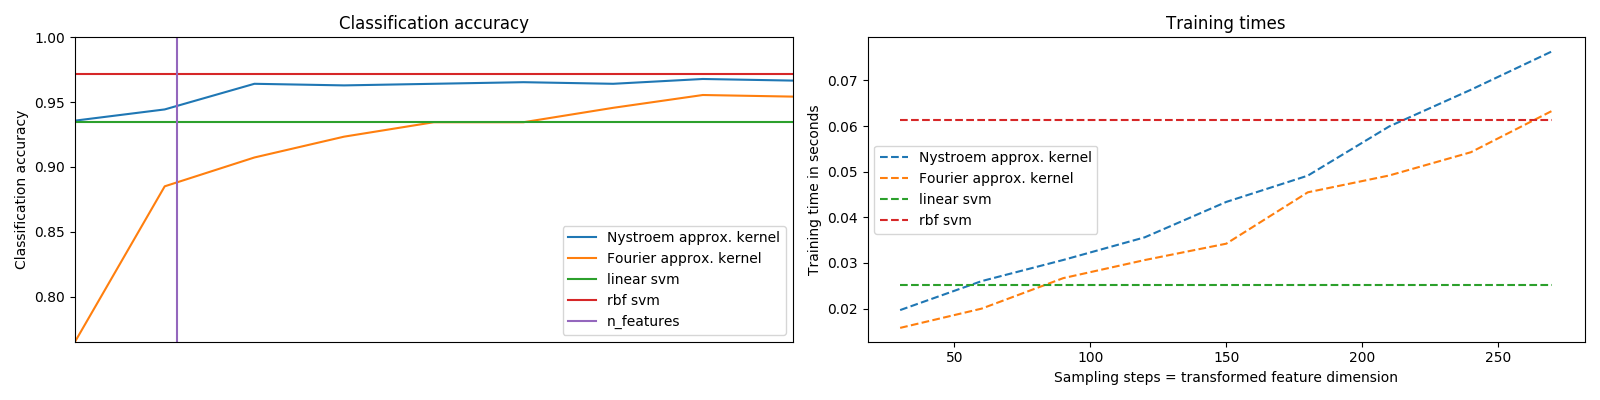 Classification accuracy
1.00
0.95
0.90
0.85
0.80
Classification accuracy
Nystroem approx. kernel
Fourier approx. kernel
linear svm
rbf svm
n_features
Training times
0.07
0.06
0.05
0.04
0.03
0.02
Training time in seconds
Nystroem approx. kernel
Fourier approx. kernel
linear svm
rbf svm
50 100 150 200 250
Sampling steps = transformed feature dimension